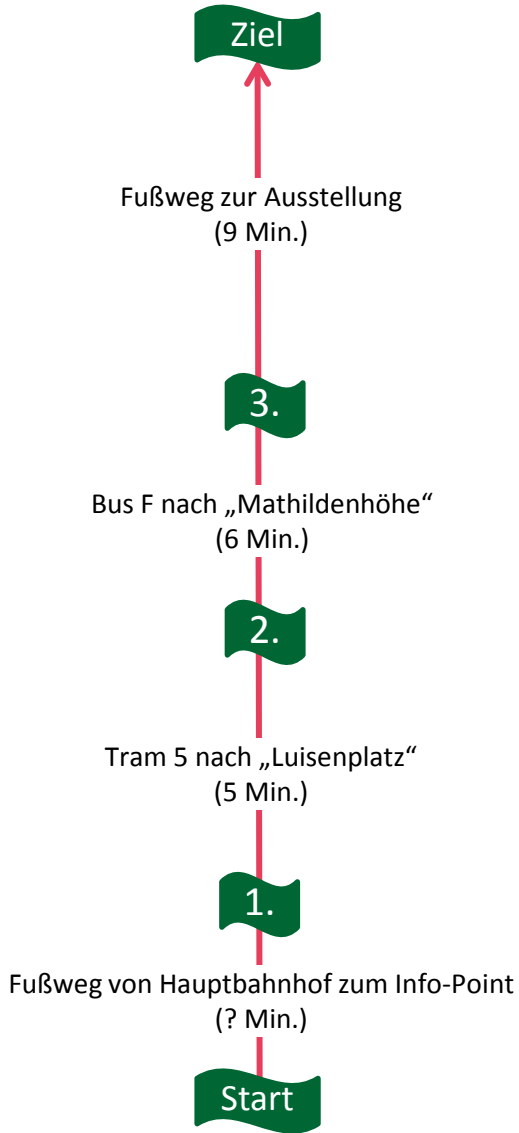 Ziel
Fußweg zur Ausstellung
(9 Min.)
3.
Bus F nach „Mathildenhöhe“
(6 Min.)
2.
Tram 5 nach „Luisenplatz“
(5 Min.)
1.
Fußweg von Hauptbahnhof zum Info-Point
(? Min.)
Start